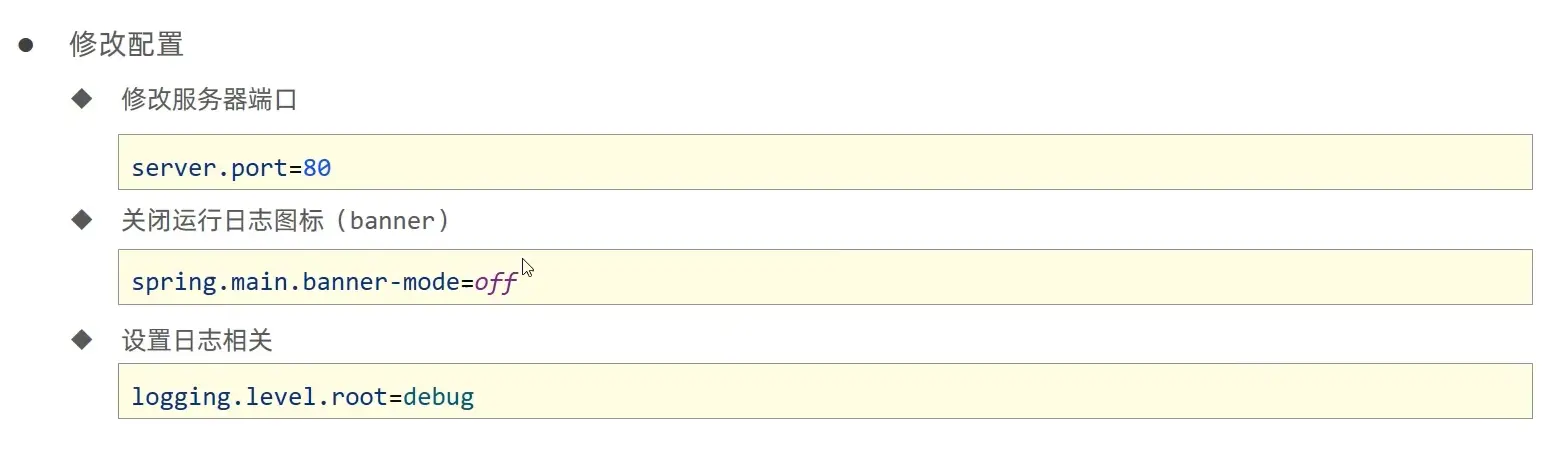 修改配置
修改服务器端口
server.port=80
关闭运行日志图标（banner）
spring.main.banner-mode=off
设置日志相关
logging.level.root=debug